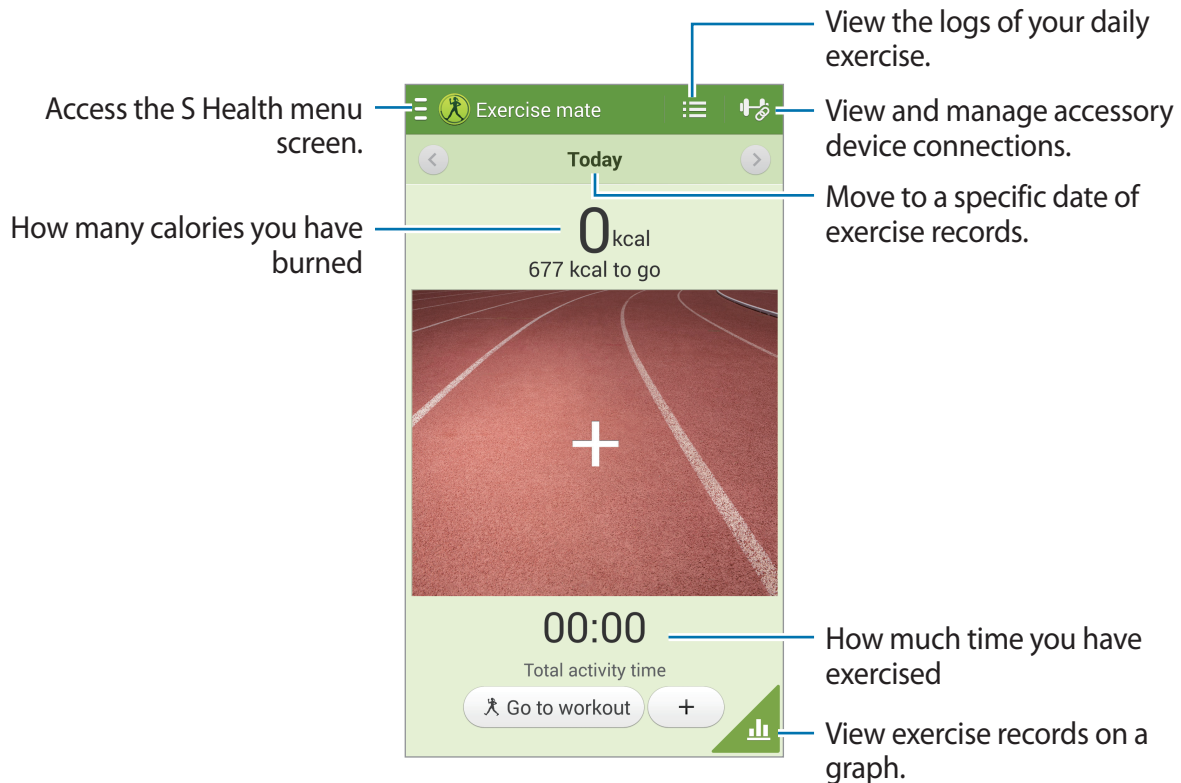 View the logs of your daily
exercise.
Access the S Health menu
screen.
Exercise mate
View and manage accessory
device connections.
Today
Move to a specific date of
exercise records.
How many calories you have
burned
0 kcal
677 kcal to go
00:00
How much time you have
exercised
Total activity time
Go to workout
+
View exercise records on a
graph.